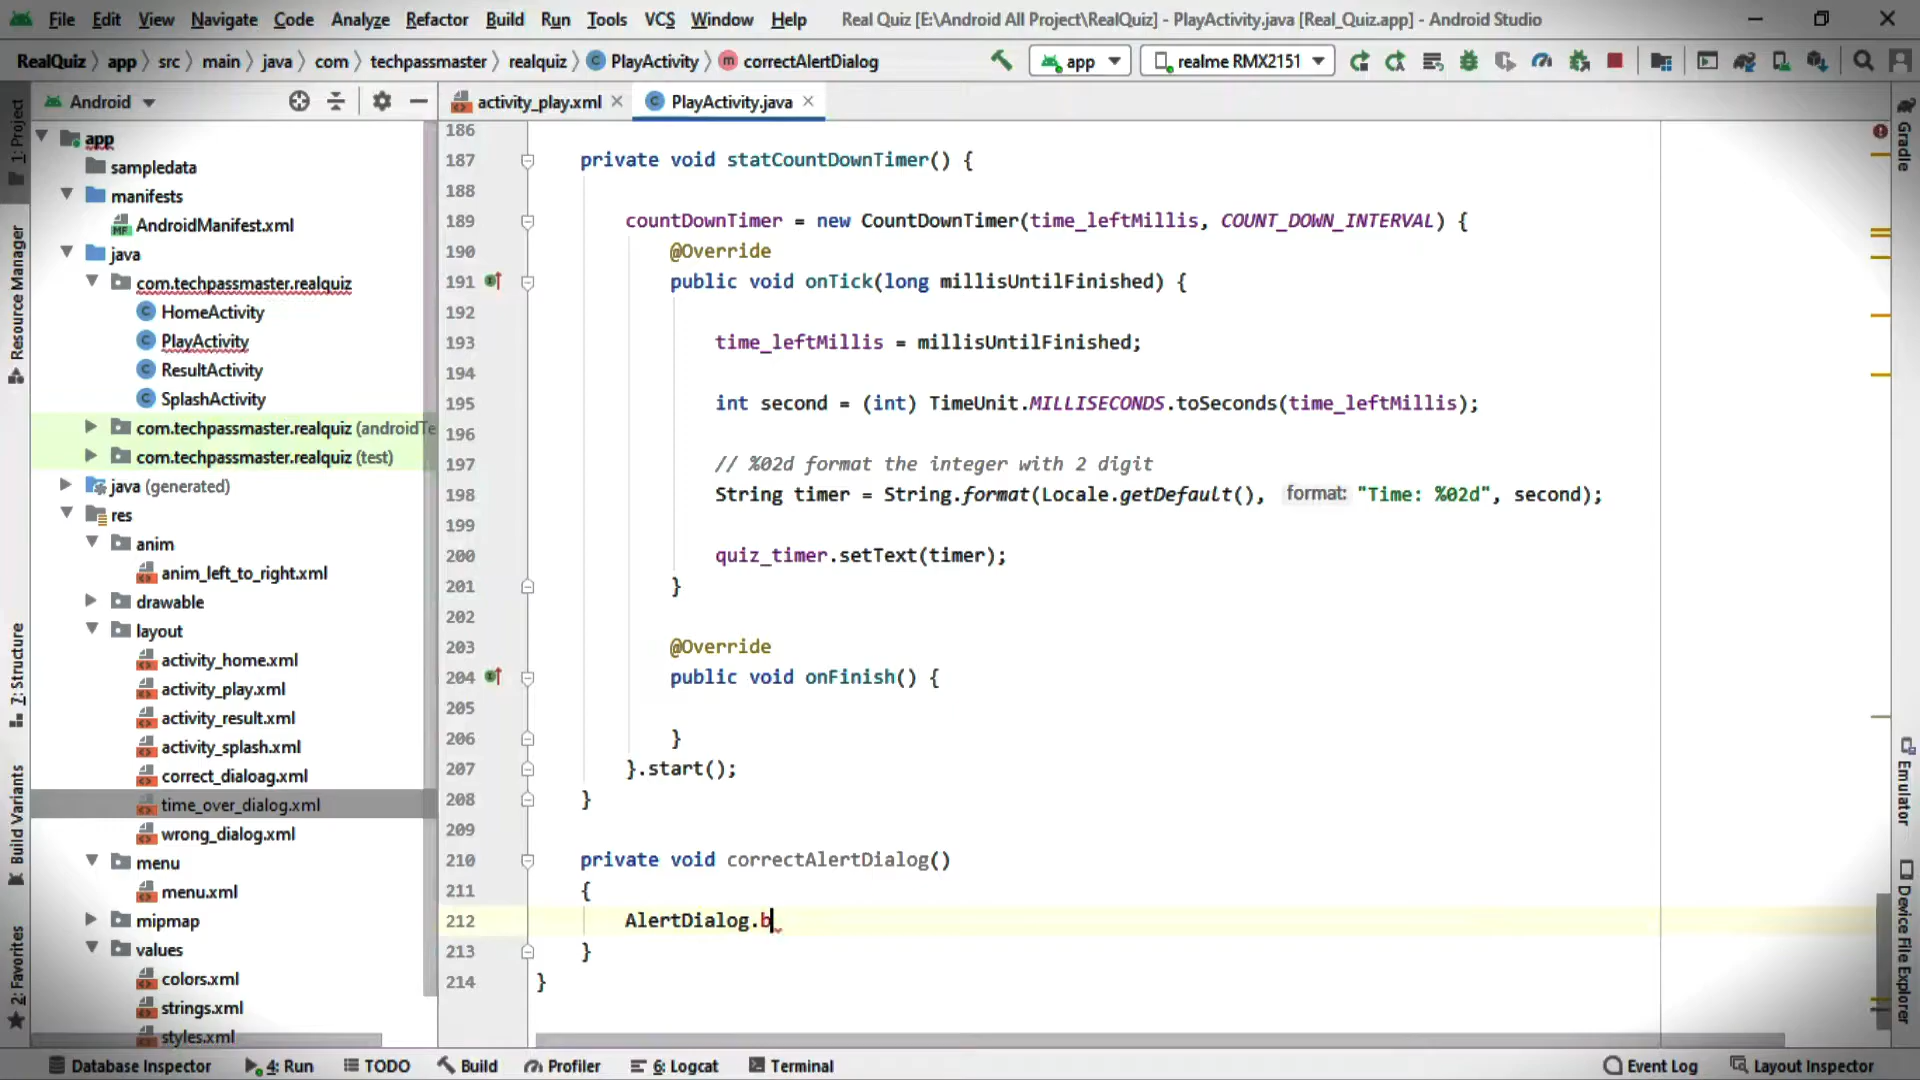 File Edit View Navigate Code Analyze Refactor Build Run Tools VCS Window Help Real Quiz [E:\Android All Project\RealQuiz] - PlayActivity.java [Real_Quiz.app] - Android Studio
RealQuiz app src main java com techpassmaster realquiz PlayActivity correctAlertDialog app realme RMX2151
Android activity_play.xml PlayActivity.java
1: Project
Resource Manager
7: Structure
Build Variants
2: Favorites
app
sampledata
manifests
AndroidManifest.xml
java
com.techpassmaster.realquiz
HomeActivity
PlayActivity
ResultActivity
SplashActivity
com.techpassmaster.realquiz (androidTe
com.techpassmaster.realquiz (test)
java (generated)
res
anim
anim_left_to_right.xml
drawable
layout
activity_home.xml
activity_play.xml
activity_result.xml
activity_splash.xml
correct_dialoag.xml
time_over_dialog.xml
wrong_dialog.xml
menu
menu.xml
mipmap
values
colors.xml
strings.xml
styles.xml
186
187 private void statCountDownTimer() {
188
189 countDownTimer = new CountDownTimer(time_leftMillis, COUNT_DOWN_INTERVAL) {
190 @Override
191 public void onTick(long millisUntilFinished) {
192
193 time_leftMillis = millisUntilFinished;
194
195 int second = (int) TimeUnit.MILLISECONDS.toSeconds(time_leftMillis);
196
197 // %02d format the integer with 2 digit
198 String timer = String.format(Locale.getDefault(), format: "Time: %02d", second);
199
200 quiz_timer.setText(timer);
201 }
202
203 @Override
204 public void onFinish() {
205
206 }
207 }.start();
208 }
209
210 private void correctAlertDialog()
211 {
212 AlertDialog.b
213 }
214 }
Gradle
Emulator
Device File Explorer
Database Inspector 4: Run TODO Build Profiler 6: Logcat Terminal Event Log Layout Inspector